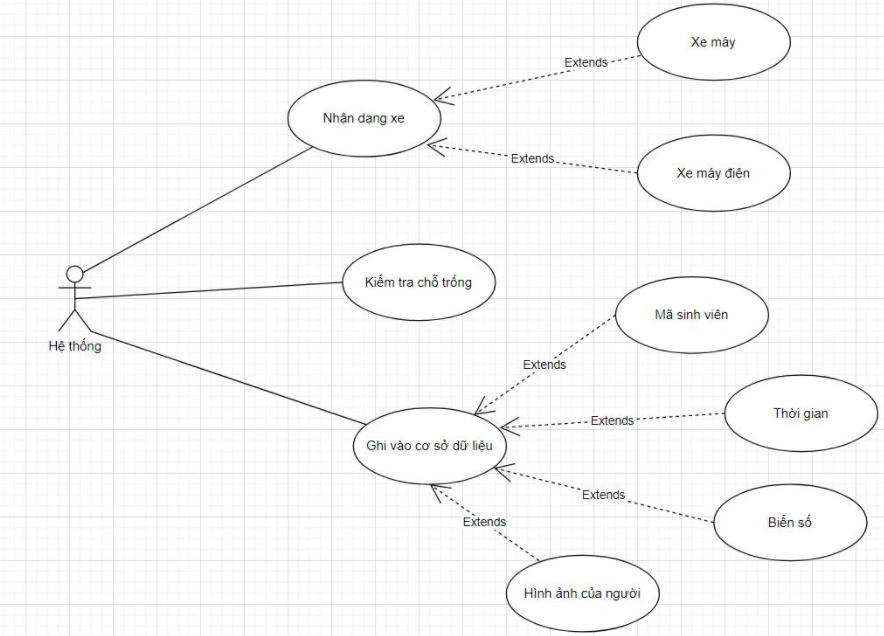 Xe máy
Extends
Nhận dạng xe
Extends
Xe máy điện
Kiểm tra chỗ trống
Mã sinh viên
Hệ thống
Extends
Thời gian
Extends
Ghi vào cơ sở dữ liệu
Extends
Biển số
Extends
Hình ảnh của người